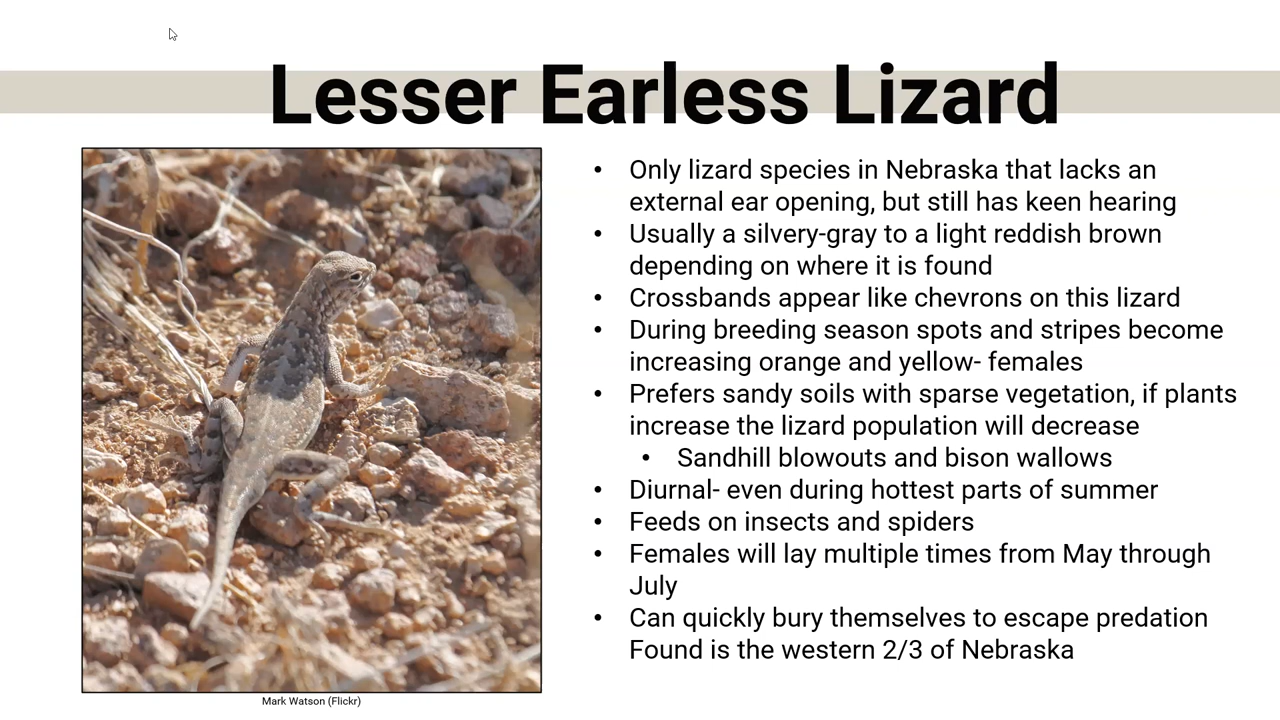 Lesser Earless Lizard
• Only lizard species in Nebraska that lacks an
external ear opening, but still has keen hearing
• Usually a silvery-gray to a light reddish brown
depending on where it is found
• Crossbands appear like chevrons on this lizard
• During breeding season spots and stripes become
increasing orange and yellow- females
• Prefers sandy soils with sparse vegetation, if plants
increase the lizard population will decrease
• Sandhill blowouts and bison wallows
• Diurnal- even during hottest parts of summer
• Feeds on insects and spiders
• Females will lay multiple times from May through
July
• Can quickly bury themselves to escape predation
Found is the western 2/3 of Nebraska
Mark Watson (Flickr)